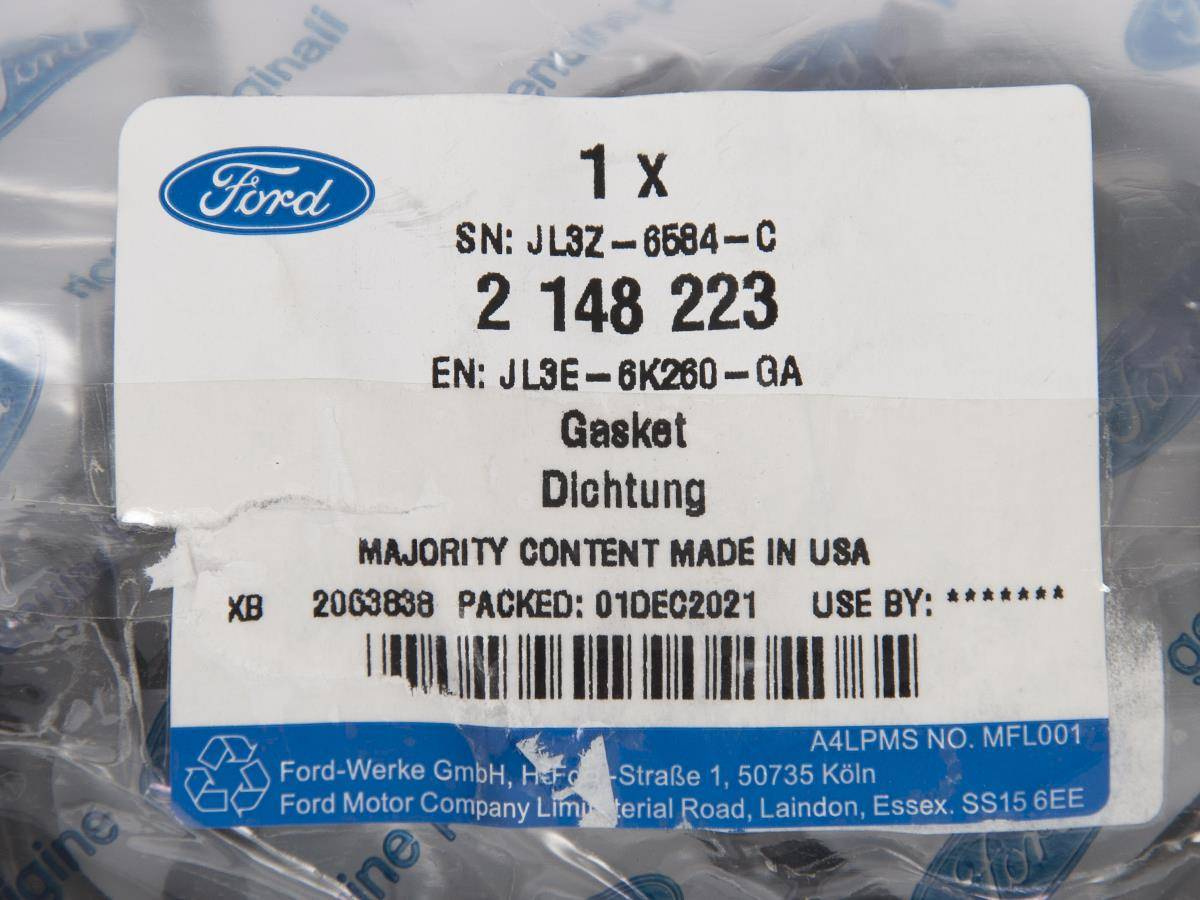 Ford
ginali
Ford
1 x
SN: JL3Z-6584-C
2 148 223
EN: JL3E-6K260-GA
Gasket
Dichtung
MAJORITY CONTENT MADE IN USA
XB 2063838 PACKED: 01DEC2021 USE BY: *******
A4LPMS NO. MFL001
Ford-Werke GmbH, -Straße 1, 50735 Köln
Ford Motor Company Road, Laindon, Essex. SS15 6EE